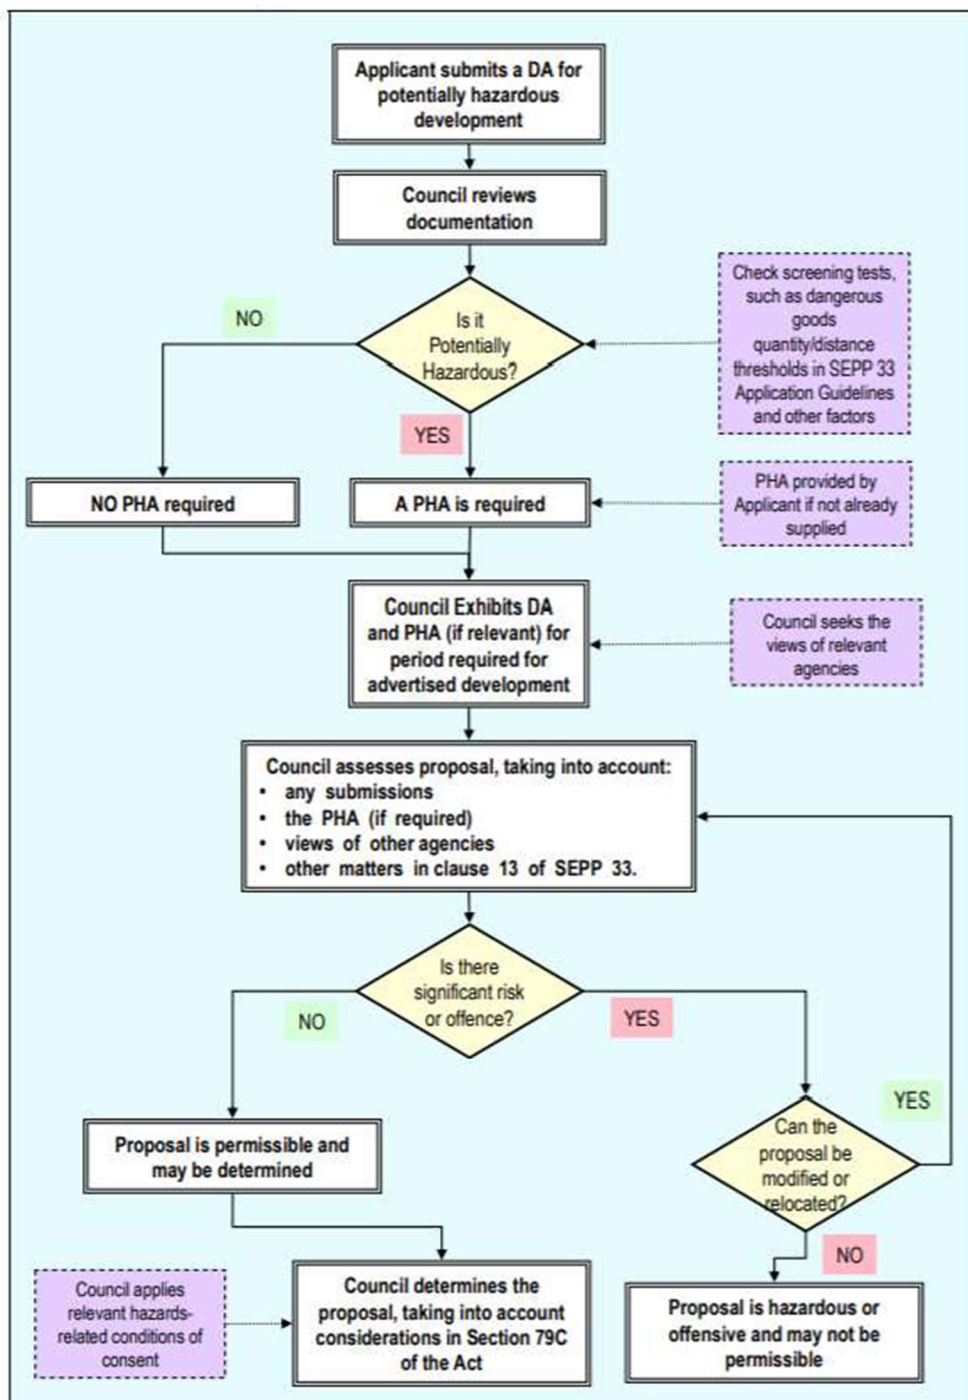 Applicant submits a DA for
potentially hazardous
development
Council reviews
documentation
Check screening tests,
such as dangerous
goods
quantity/distance
thresholds in SEPP 33
Application Guidelines
and other factors
NO
Is it
Potentially
Hazardous?
YES
NO PHA required
A PHA is required
PHA provided by
Applicant if not already
supplied
Council Exhibits DA
and PHA (if relevant) for
period required for
advertised development
Council seeks the
views of relevant
agencies
Council assesses proposal, taking into account:
• any submissions
• the PHA (if required)
• views of other agencies
• other matters in clause 13 of SEPP 33.
Is there
significant risk
or offence?
NO
YES
Proposal is permissible and
may be determined
Can the
proposal be
modified or
relocated?
YES
NO
Council applies
relevant hazards-
related conditions of
consent
Council determines the
proposal, taking into account
considerations in Section 79C
of the Act
Proposal is hazardous or
offensive and may not be
permissible